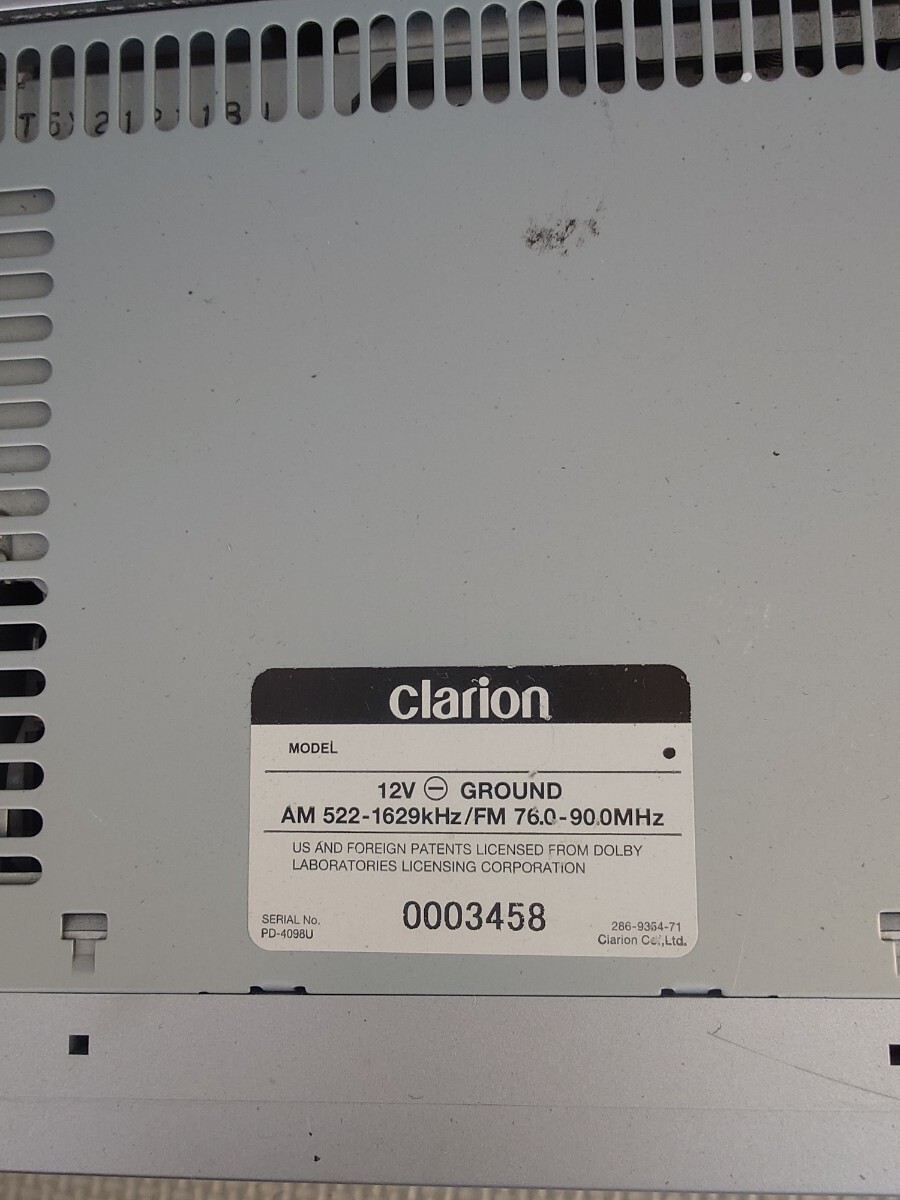 clarion
MODEL
12V ⊖ GROUND
AM 522-1629kHz/FM 76.0-90.0MHz
US AND FOREIGN PATENTS LICENSED FROM DOLBY
LABORATORIES LICENSING CORPORATION
SERIAL No.
PD-4098U
0003458
286-9354-71
Clarion Co.,Ltd.